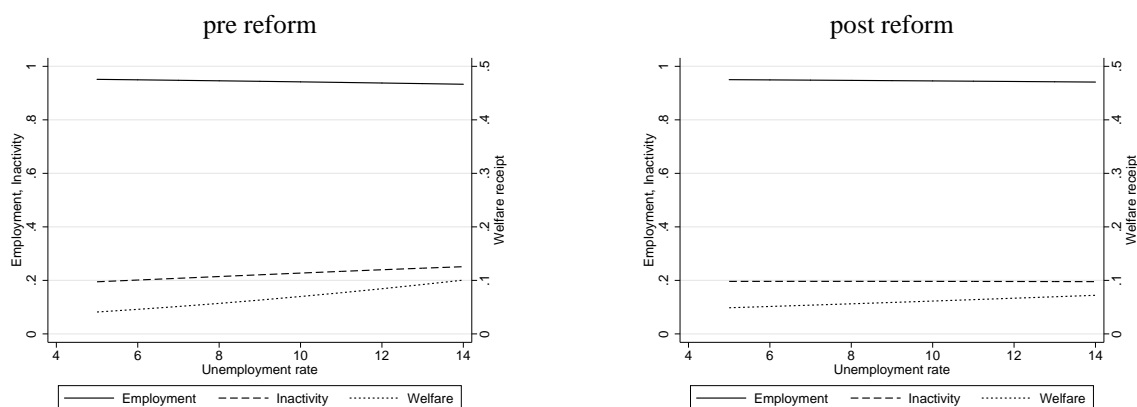 pre reform
1
.8
.6
.4
.2
0
Employment, Inactivity
.5
.4
.3
.2
.1
0
Welfare receipt
4 6 8 10 12 14
Unemployment rate
Employment Inactivity Welfare
post reform
1
.8
.6
.4
.2
0
Employment, Inactivity
.5
.4
.3
.2
.1
0
Welfare receipt
4 6 8 10 12 14
Unemployment rate
Employment Inactivity Welfare